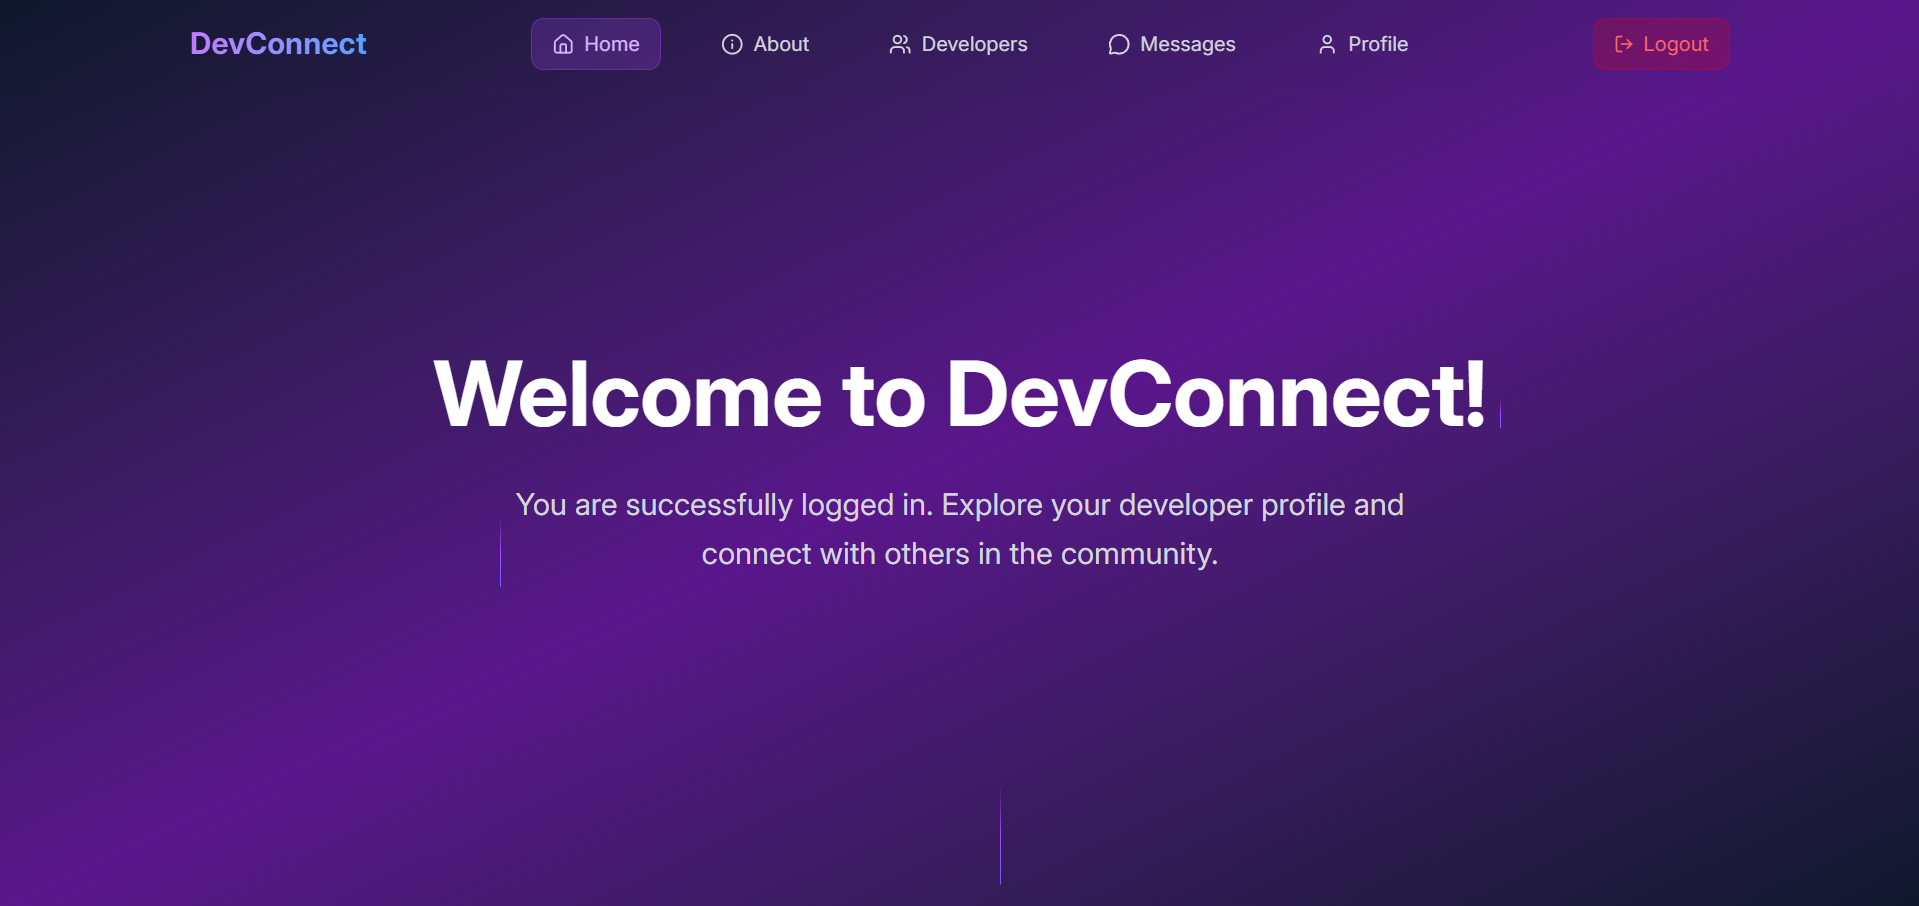 DevConnect
Home
About
Developers
Messages
Profile
Logout
Welcome to DevConnect!
You are successfully logged in. Explore your developer profile and
connect with others in the community.